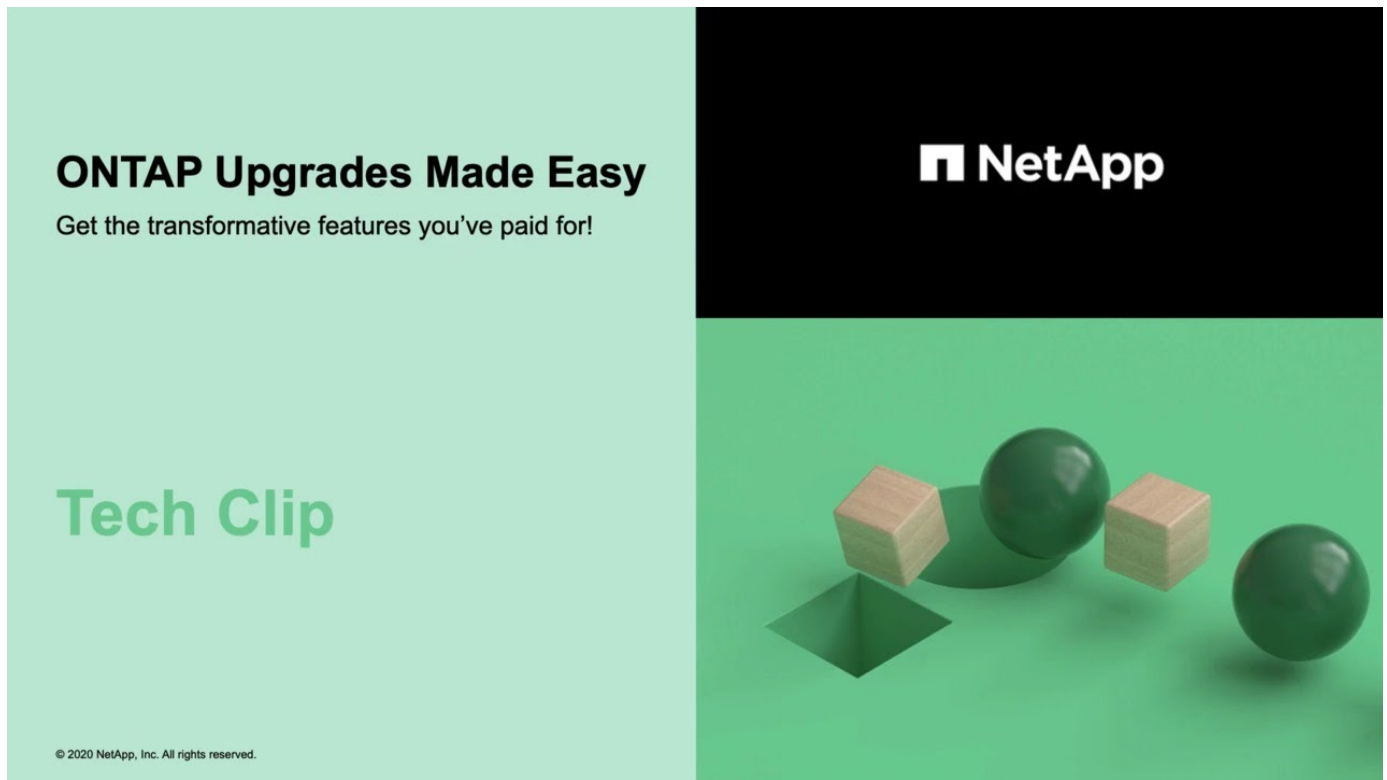 ONTAP Upgrades Made Easy
Get the transformative features you’ve paid for!
NetApp
Tech Clip
© 2020 NetApp, Inc. All rights reserved.